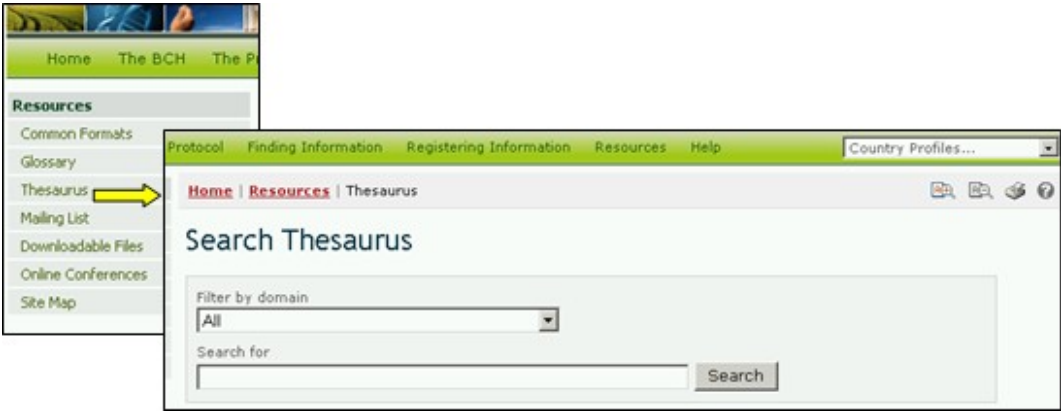 Home The BCH The P
Resources
Common Formats
Glossary
Thesaurus
Mailing List
Downloadable Files
Online Conferences
Site Map
Protocol Finding Information Registering Information Resources Help Country Profiles...
Home | Resources | Thesaurus
Search Thesaurus
Filter by domain
All
Search for
Search